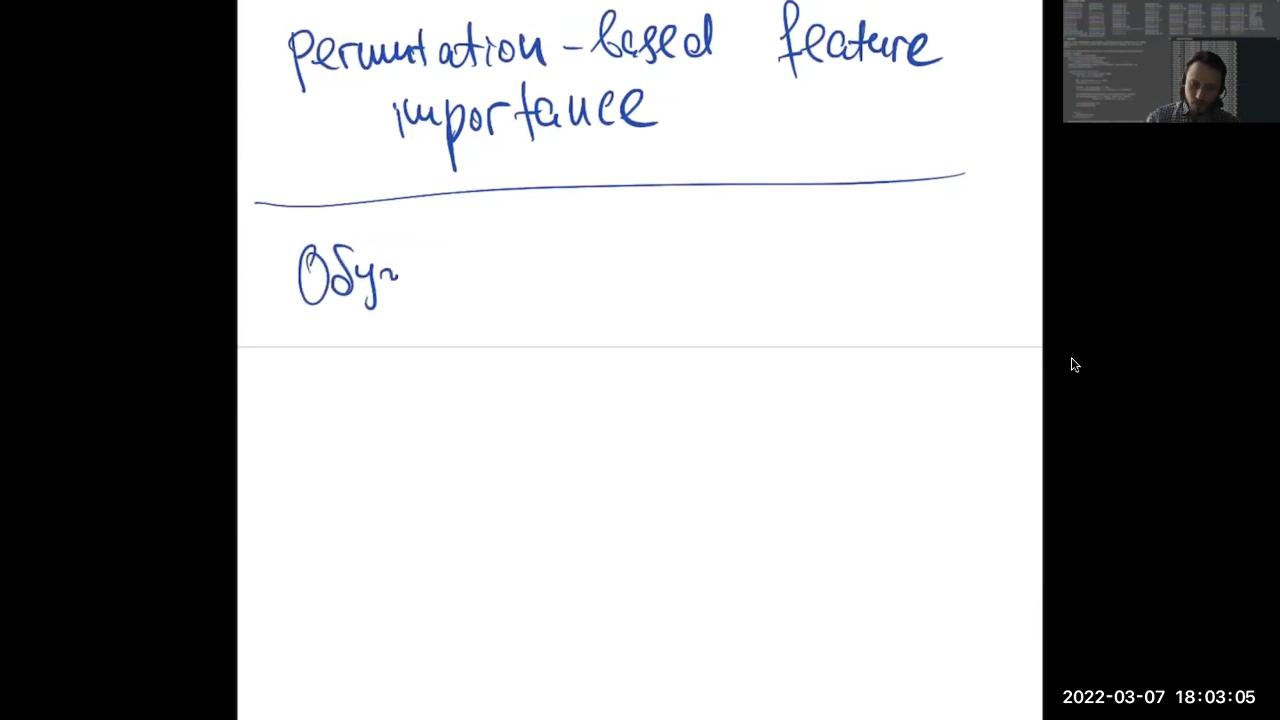 permutation-based feature
importance
Обуч
2022-03-07 18:03:05